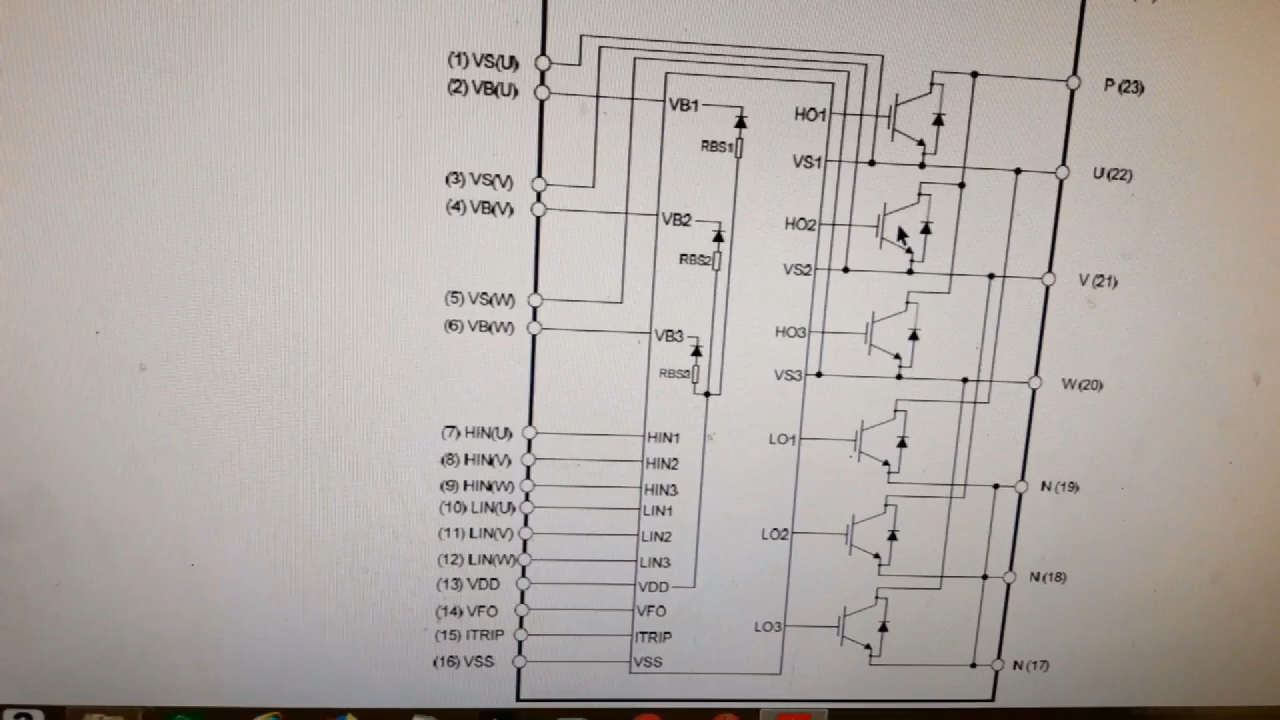 (1) VS(U)
(2) VB(U)
(3) VS(V)
(4) VB(V)
(5) VS(W)
(6) VB(W)
(7) HIN(U)
(8) HIN(V)
(9) HIN(W)
(10) LIN(U)
(11) LIN(V)
(12) LIN(W)
(13) VDD
(14) VFO
(15) ITRIP
(16) VSS
VB1
RBS1
VB2
RBS2
VB3
RBS3
HIN1
HIN2
HIN3
LIN1
LIN2
LIN3
VDD
VFO
ITRIP
VSS
HO1
VS1
HO2
VS2
HO3
VS3
LO1
LO2
LO3
P (23)
U (22)
V (21)
W (20)
N (19)
N (18)
N (17)